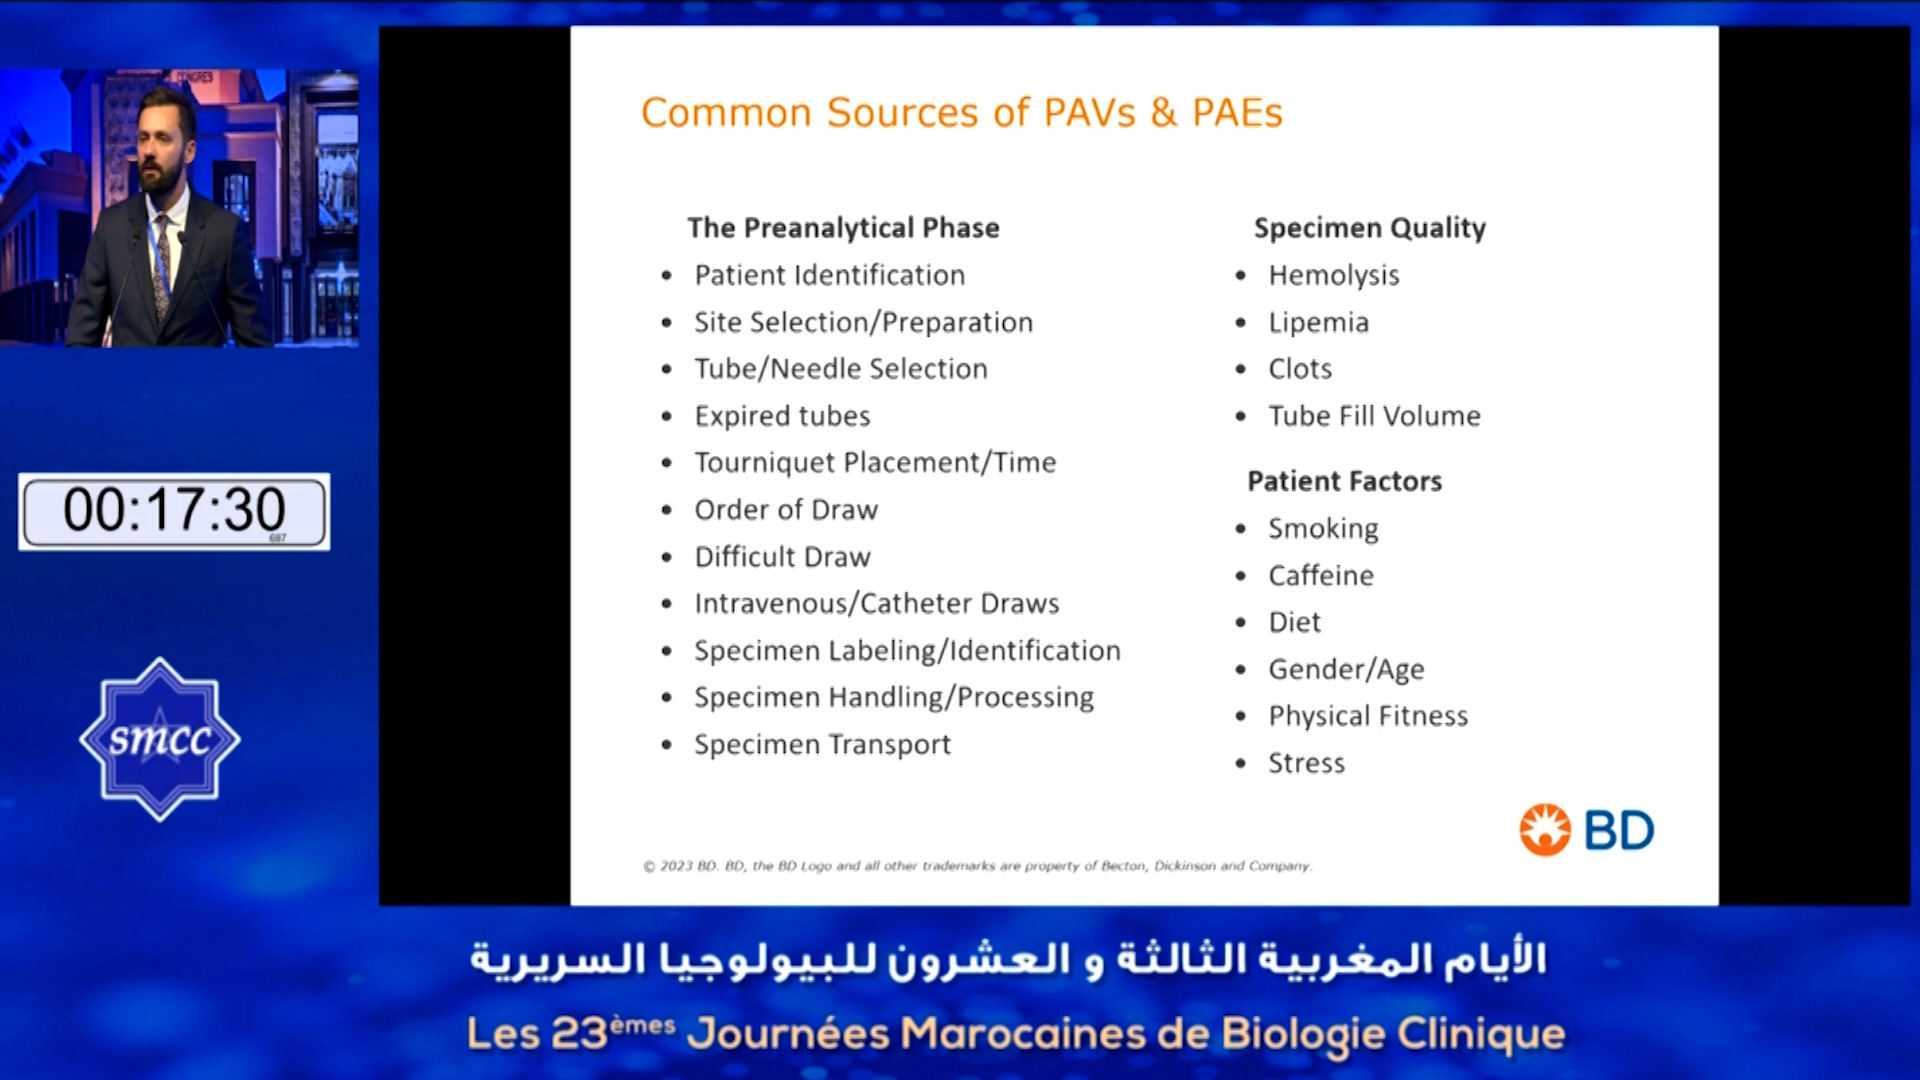 CONGRES
Common Sources of PAVs & PAEs
The Preanalytical Phase
• Patient Identification
• Site Selection/Preparation
• Tube/Needle Selection
• Expired tubes
• Tourniquet Placement/Time
• Order of Draw
• Difficult Draw
• Intravenous/Catheter Draws
• Specimen Labeling/Identification
• Specimen Handling/Processing
• Specimen Transport
Specimen Quality
• Hemolysis
• Lipemia
• Clots
• Tube Fill Volume
Patient Factors
• Smoking
• Caffeine
• Diet
• Gender/Age
• Physical Fitness
• Stress
BD
© 2023 BD. BD, the BD Logo and all other trademarks are property of Becton, Dickinson and Company.
00:17:30
687
smcc
الأيام المغربية الثالثة و العشرون للبيولوجيا السريرية
Les 23èmes Journées Marocaines de Biologie Clinique